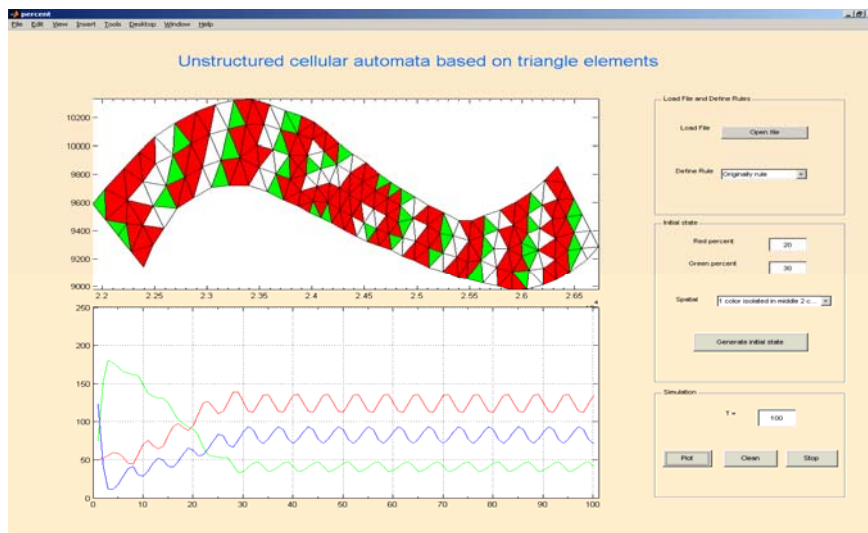 percent
File Edit View Insert Tools Desktop Window Help
Unstructured cellular automata based on triangle elements
10200
10000
9800
9600
9400
9200
9000
2.2 2.25 2.3 2.35 2.4 2.45 2.5 2.55 2.6 2.65
250
200
150
100
50
0
0 10 20 30 40 50 60 70 80 90 100
Load File and Define Rules
Load File Open file
Define Rule Originally rule
Initial state
Red percent 20
Green percent 30
Spatial 1 color isolated in middle 2 c...
Generate initial state
Simulation
T = 100
Plot Clean Stop